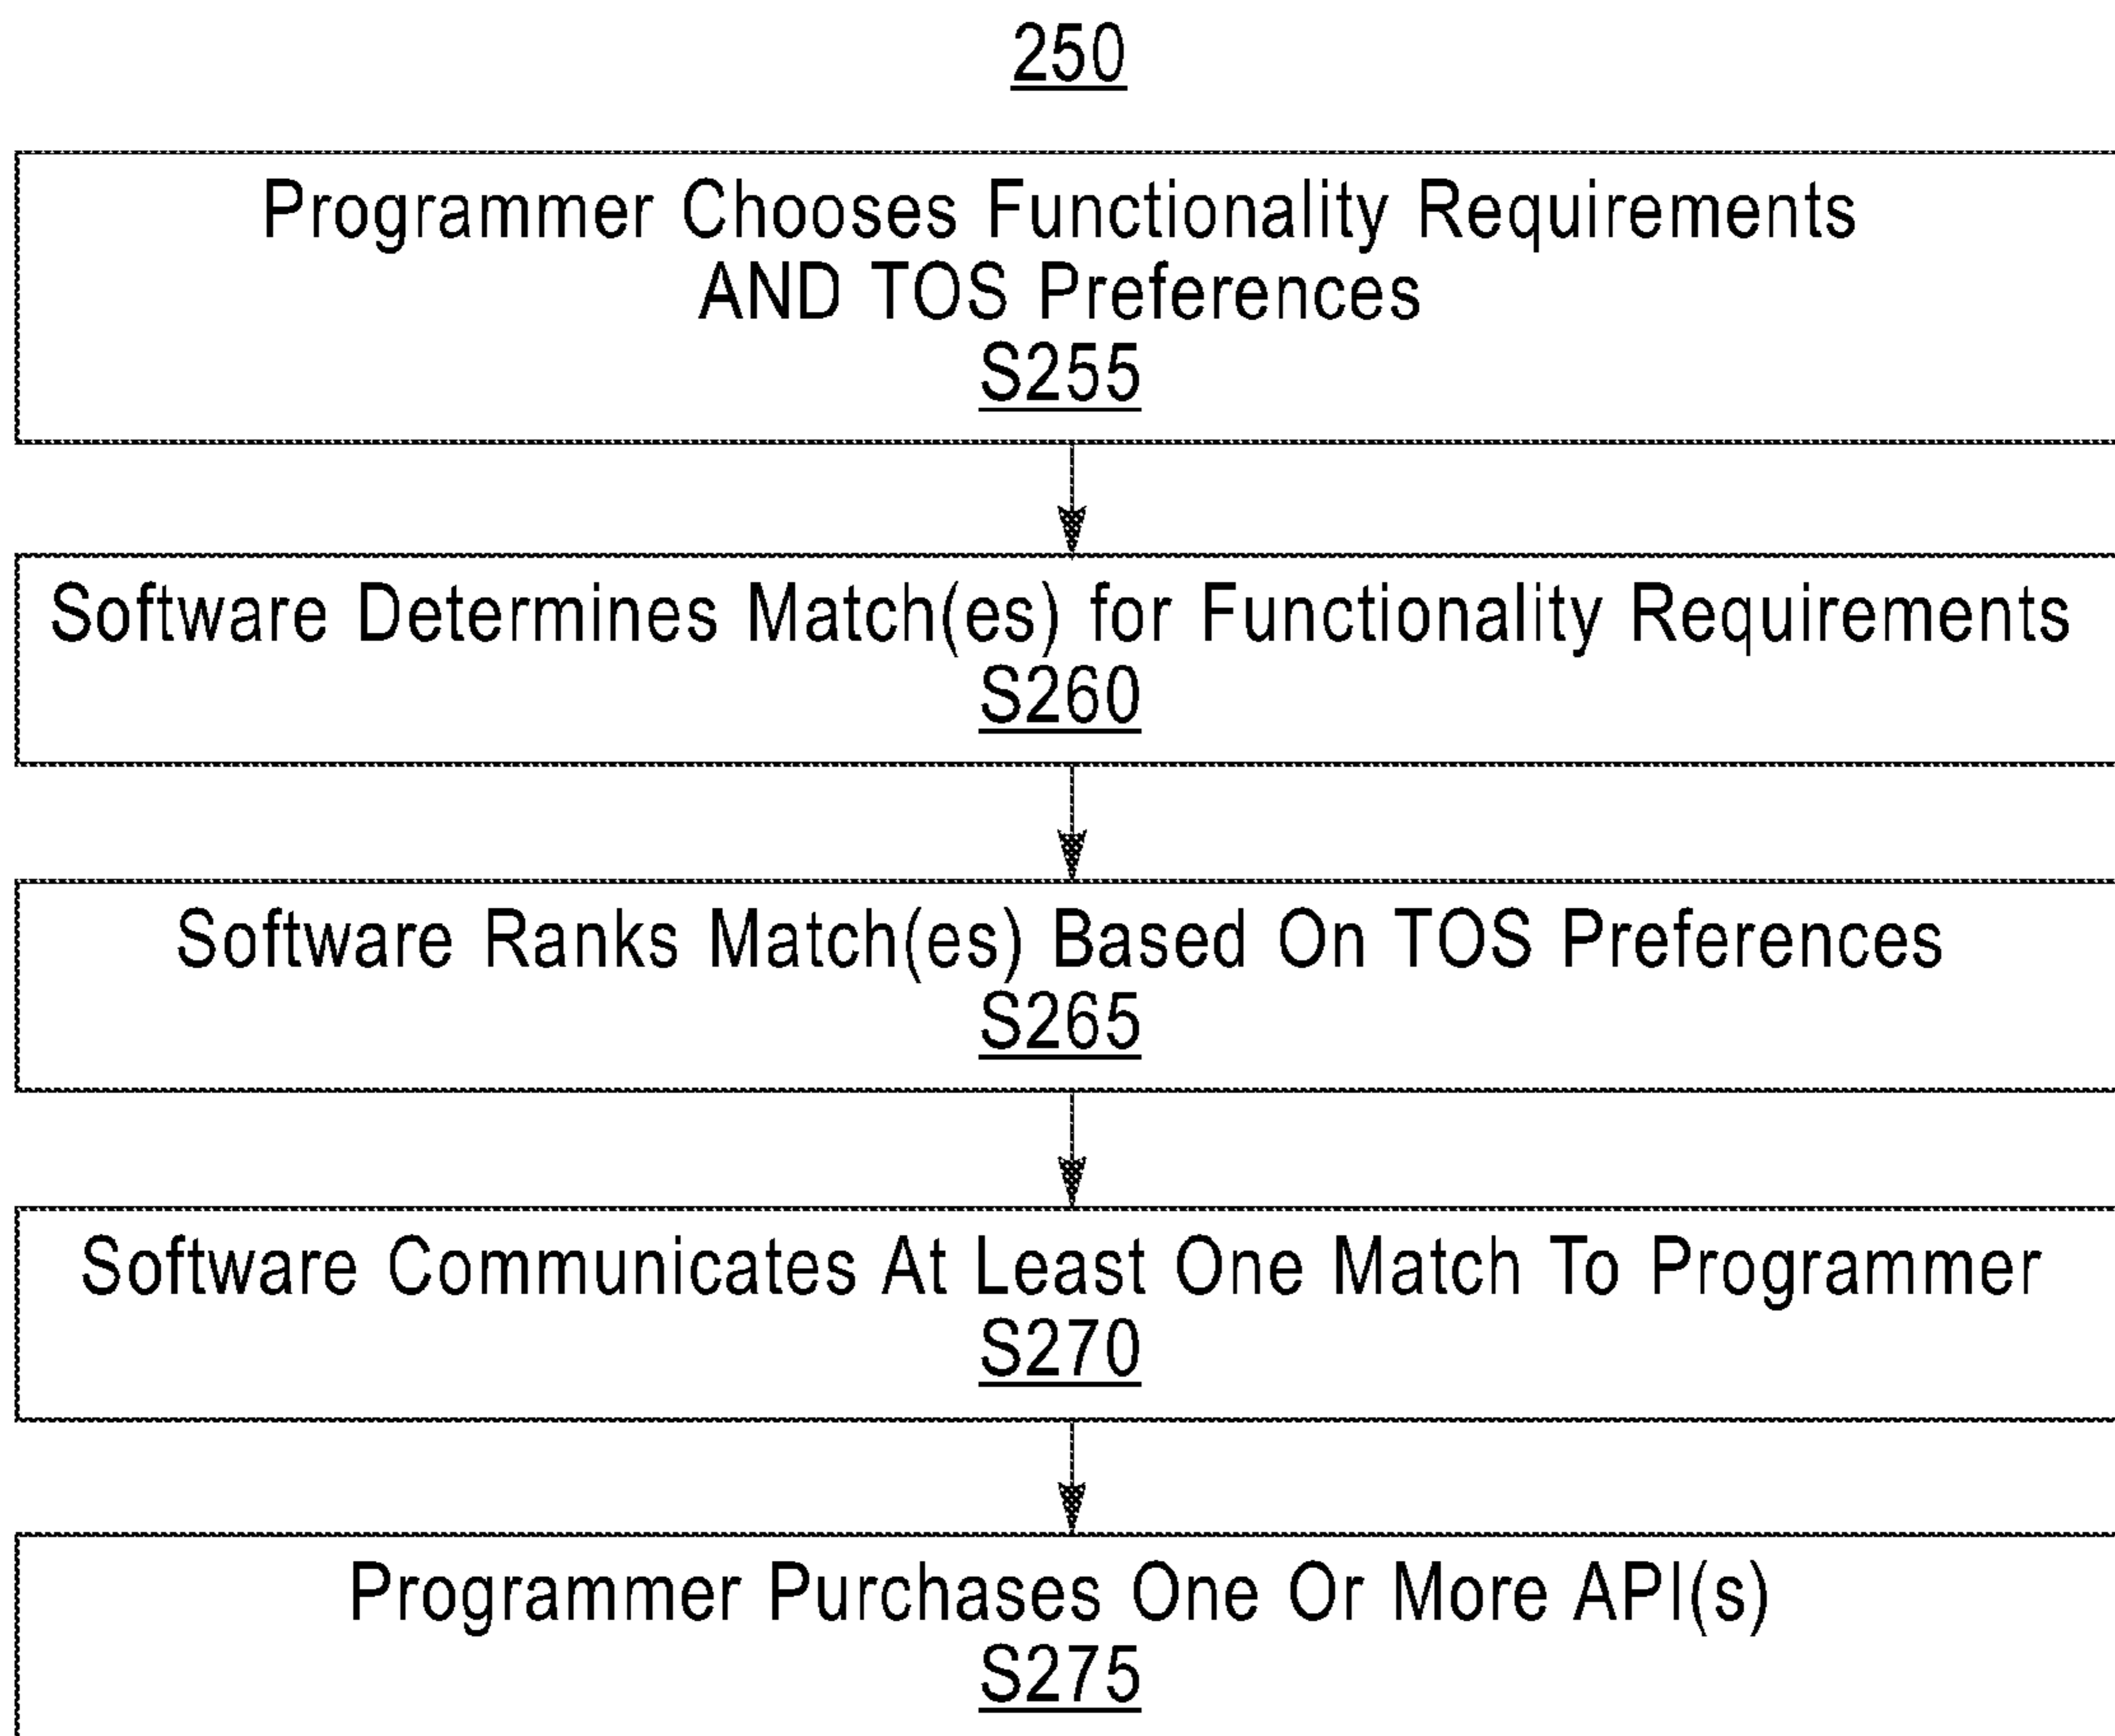 250
Programmer Chooses Functionality Requirements
AND TOS Preferences
S255
Software Determines Match(es) for Functionality Requirements
S260
Software Ranks Match(es) Based On TOS Preferences
S265
Software Communicates At Least One Match To Programmer
S270
Programmer Purchases One Or More API(s)
S275